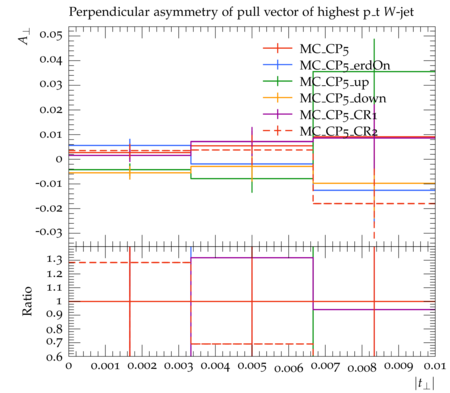 Perpendicular asymmetry of pull vector of highest p_t W-jet
A⊥
0.05
0.04
0.03
0.02
0.01
0
-0.01
-0.02
-0.03
MC_CP5
MC_CP5_erdOn
MC_CP5_up
MC_CP5_down
MC_CP5_CR1
MC_CP5_CR2
Ratio
1.3
1.2
1.1
1
0.9
0.8
0.7
0.6
0 0.001 0.002 0.003 0.004 0.005 0.006 0.007 0.008 0.009 0.01
|t⊥|